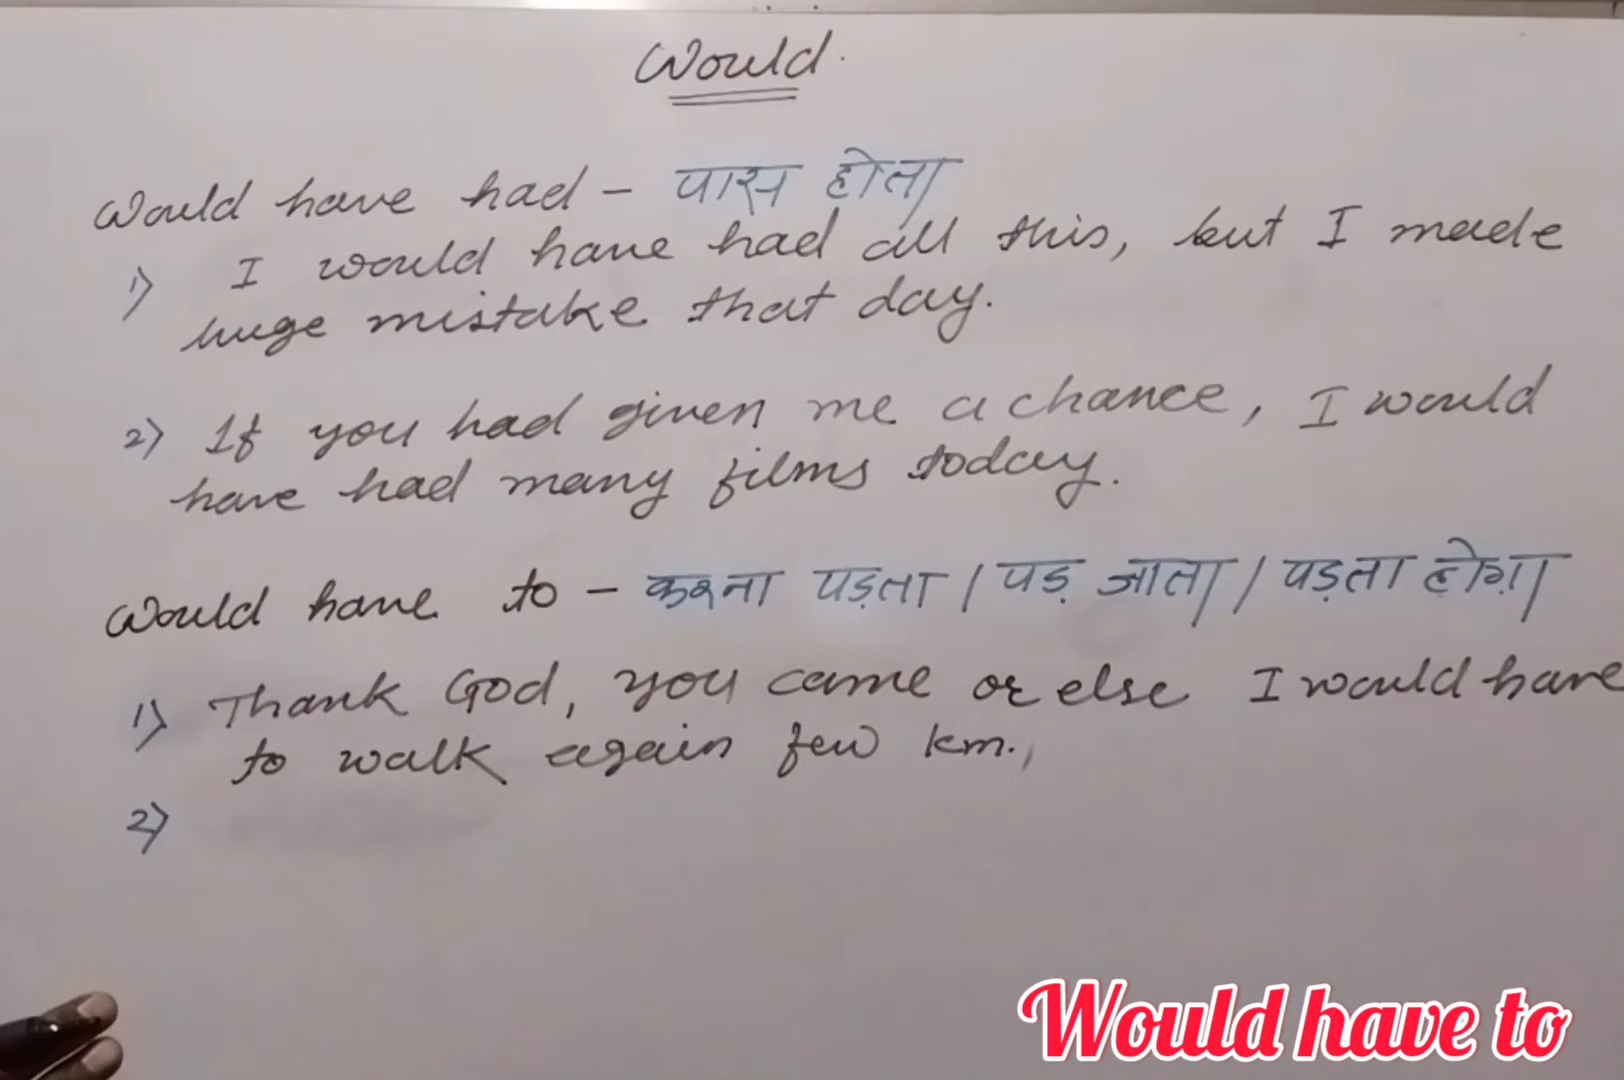 Would.
Would have had - पास होता
1) I would have had all this, but I made
huge mistake that day.
2) If you had given me a chance, I would
have had many films today.
Would have to - करना पड़ता / पड़ जाता / पड़ता होगा
1) Thank God, you came or else I would have
to walk again few km.
2)
Would have to